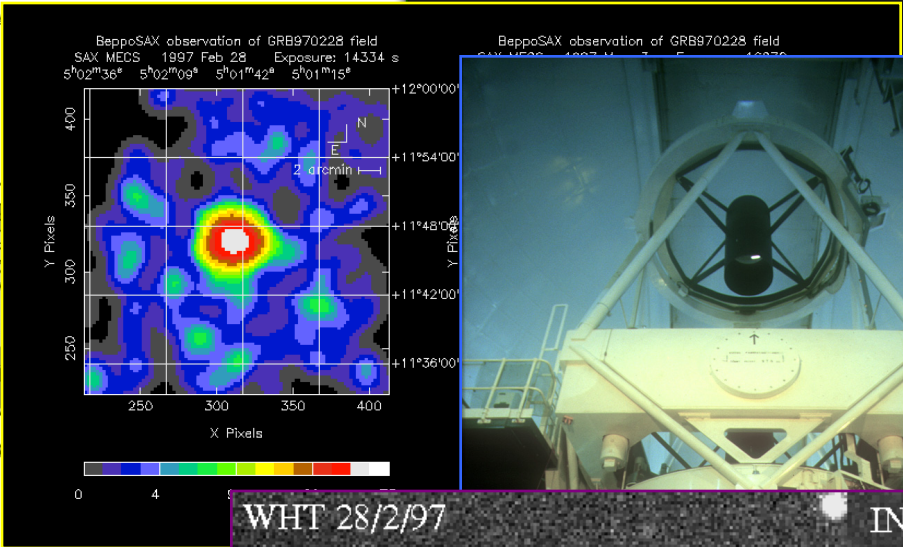 BeppoSAX observation of GRB970228 field
SAX MECS 1997 Feb 28 Exposure: 14334 s
5h02m36s 5h02m09s 5h01m42s 5h01m15s
+12°00'00"
400
N
E
+11°54'00"
2 arcmin
350
+11°48'00"
Y Pixels
300
+11°42'00"
250
+11°36'00"
250 300 350 400
X Pixels
0 4
BeppoSAX observation of GRB970228 field
Y Pixels
WHT 28/2/97
IN